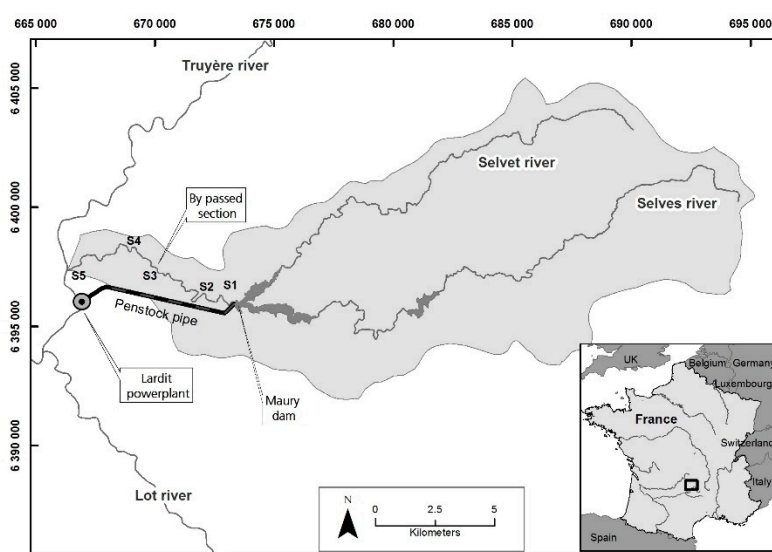 665 000 670 000 675 000 680 000 685 000 690 000 695 000
6 405 000
6 400 000
6 395 000
6 390 000
Truyère river
Selvet river
Selves river
By passed
section
S4
S3
S5
S2
S1
Penstock pipe
Lardit
powerplant
Maury
dam
Lot river
N
0 2.5 5
Kilometers
UK
Belgium
Germany
Luxembourg
France
Switzerland
Italy
Spain